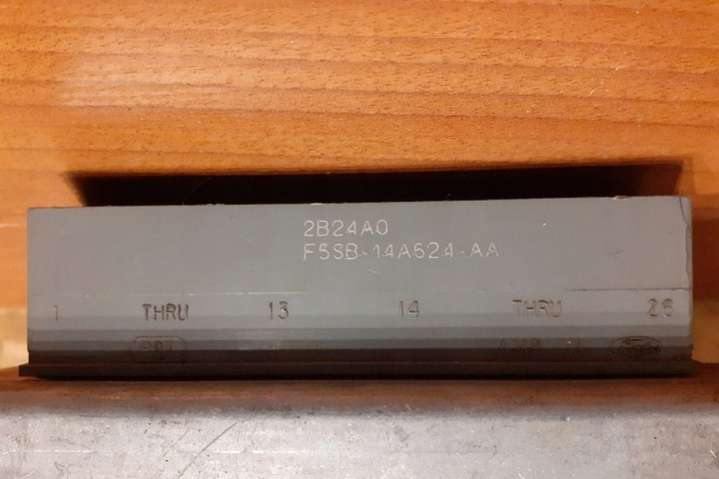 2B24A0
F5SB-14A624-AA
1 THRU 13 14 THRU 26